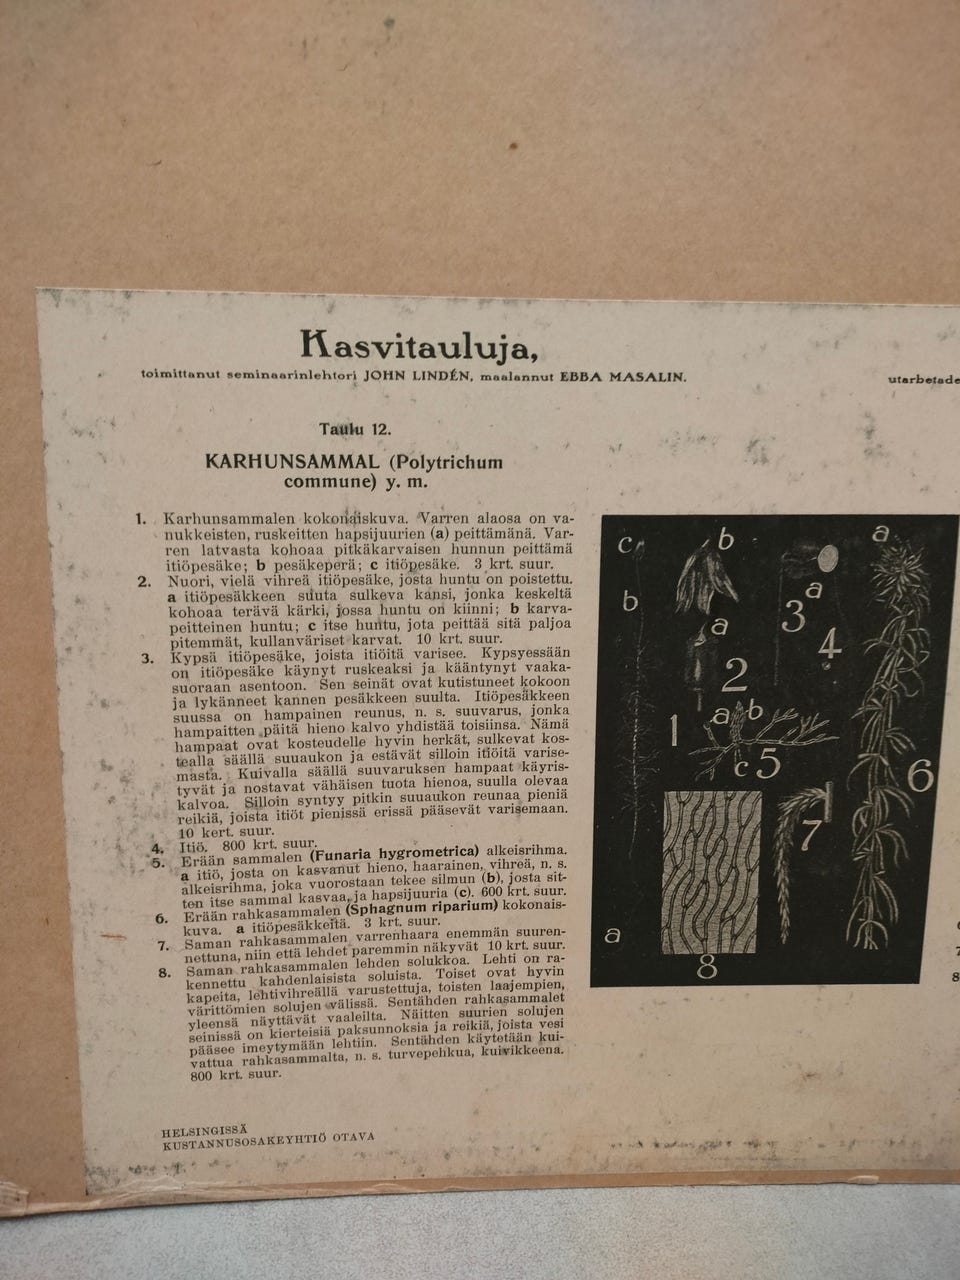 Kasvitauluja,
toimittanut seminaarinlehtori JOHN LINDÉN, maalannut EBBA MASALIN.
utarbetade
Taulu 12.
KARHUNSAMMAL (Polytrichum
commune) y. m.
1. Karhunsammalen kokonaiskuva. Varren alaosa on va-
nukkeisten, ruskeitten hapsijuurien (a) peittämänä. Var-
ren latvasta kohoaa pitkäkarvaisen hunnun peittämä
itiöpesäke; b pesäkeperä; c itiöpesäke. 3 krt. suur.
2. Nuori, vielä vihreä itiöpesäke, josta huntu on poistettu.
a itiöpesäkkeen suuta sulkeva kansi, jonka keskeltä
kohoaa terävä kärki, jossa huntu on kiinni; b karva-
peitteinen huntu; c itse huntu, jota peittää sitä paljoa
pitemmät, kullanväriset karvat. 10 krt. suur.
3. Kypsä itiöpesäke, joista itiöitä varisee. Kypsyessään
on itiöpesäke käynyt ruskeaksi ja kääntynyt vaaka-
suoraan asentoon. Sen seinät ovat kutistuneet kokoon
ja lykänneet kannen pesäkkeen suulta. Itiöpesäkkeen
suussa on hampainen reunus, n. s. suuvarus, jonka
hampaitten päitä hieno kalvo yhdistää toisiinsa. Nämä
hampaat ovat kosteudelle hyvin herkät, sulkevat kos-
tealla säällä suuaukon ja estävät silloin itiöitä varise-
masta. Kuivalla säällä suuvaruksen hampaat käyris-
tyvät ja nostavat vähäisen tuota hienoa, suulla olevaa
kalvoa. Silloin syntyy pitkin suuaukon reunaa pieniä
reikiä, joista itiöt pienissä erissä pääsevät varisemaan.
10 kert. suur.
4. Itiö. 800 krt. suur.
5. Erään sammalen (Funaria hygrometrica) alkeisrihma.
a itiö, josta on kasvanut hieno, haarainen, vihreä, n. s.
alkeisrihma, joka vuorostaan tekee silmun (b), josta sit-
ten itse sammal kasvaa, ja hapsijuuria (c). 600 krt. suur.
6. Erään rahkasammalen (Sphagnum riparium) kokonais-
kuva. a itiöpesäkkeitä. 3 krt. suur.
7. Saman rahkasammalen varrenhaara enemmän suuren-
nettuna, niin että lehdet paremmin näkyvät 10 krt. suur.
8. Saman rahkasammalen lehden solukkoa. Lehti on ra-
kennettu kahdenlaisista soluista. Toiset ovat hyvin
kapeita, lehtivihreällä varustettuja, toisten laajempien,
värittömien solujen välissä. Sentähden rahkasammalet
yleensä näyttävät vaaleilta. Näitten suurien solujen
seinissä on kierteisiä paksunnoksia ja reikiä, joista vesi
pääsee imeytymään lehtiin. Sentähden käytetään kui-
vattua rahkasammalta, n. s. turvepehkua, kuivikkeena.
800 krt. suur.
HELSINGISSÄ
KUSTANNUSOSAKEYHTIÖ OTAVA
c b a
b a
3
a 4
2
1 a b
c 5 6
7
a
8
7
8